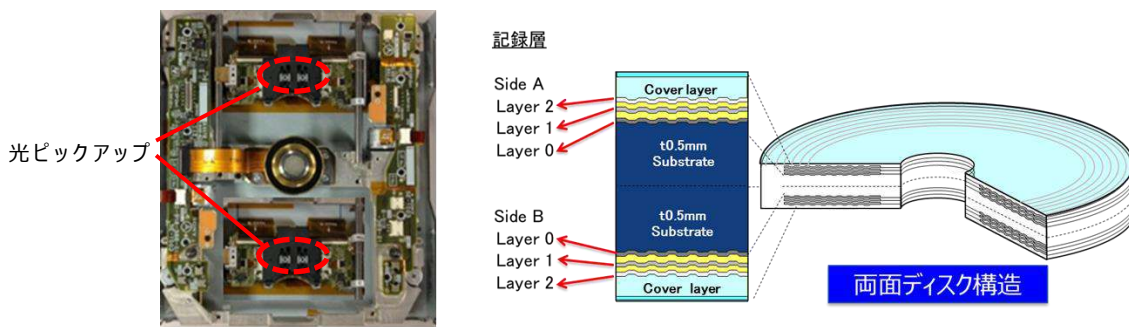 光ピックアップ
記録層
Side A
Layer 2
Layer 1
Layer 0
Cover layer
t0.5mm
Substrate
t0.5mm
Substrate
Side B
Layer 0
Layer 1
Layer 2
Cover layer
両面ディスク構造